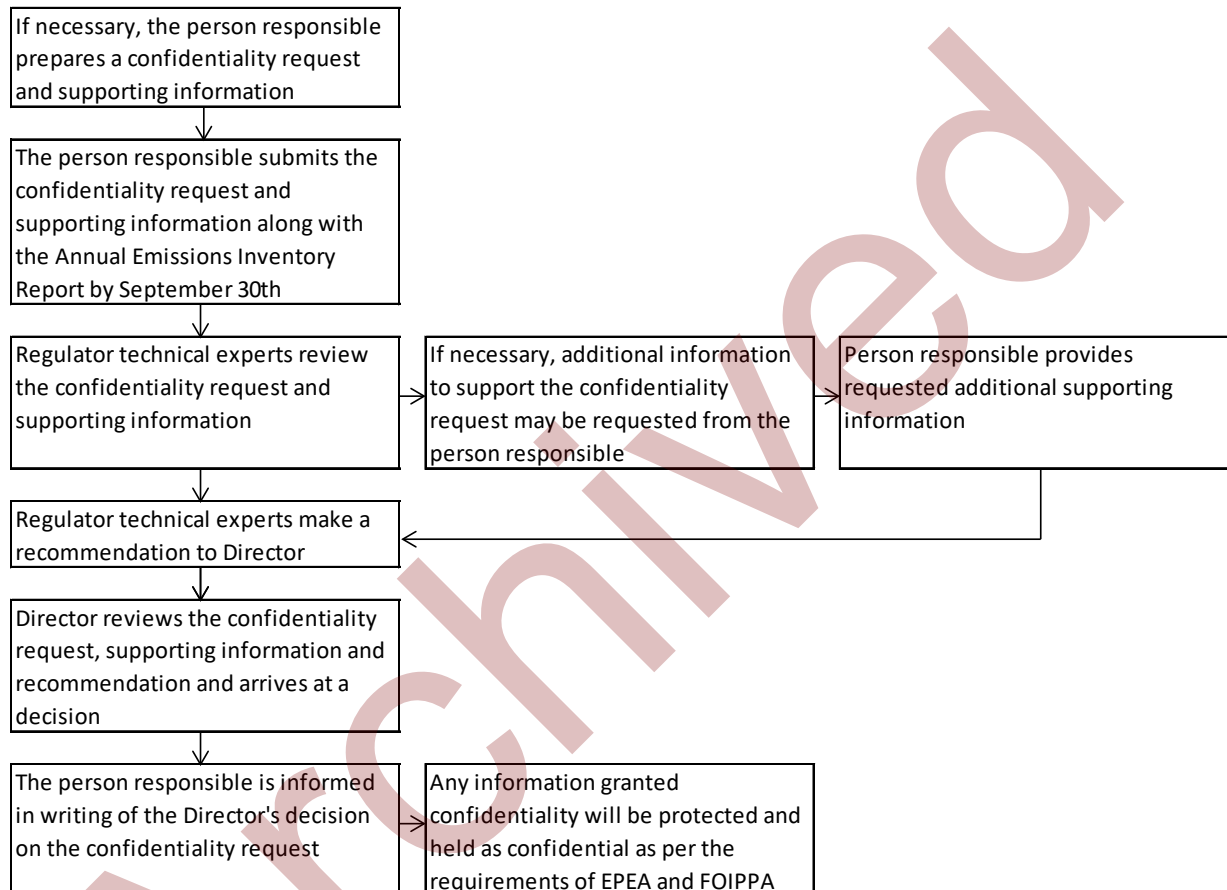 If necessary, the person responsible
prepares a confidentiality request
and supporting information
The person responsible submits the
confidentiality request and
supporting information along with
the Annual Emissions Inventory
Report by September 30th
Regulator technical experts review
the confidentiality request and
supporting information
If necessary, additional information
to support the confidentiality
request may be requested from the
person responsible
Person responsible provides
requested additional supporting
information
Regulator technical experts make a
recommendation to Director
Director reviews the confidentiality
request, supporting information and
recommendation and arrives at a
decision
The person responsible is informed
in writing of the Director's decision
on the confidentiality request
Any information granted
confidentiality will be protected and
held as confidential as per the
requirements of EPEA and FOIPPA
Archived